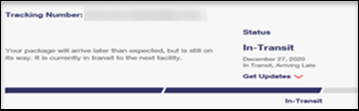 Tracking Number:
Status
Your package will arrive later than expected, but is still on
its way. It is currently in transit to the next facility.
In-Transit
December 27, 2020
In Transit, Arriving Late
Get Updates
In-Transit